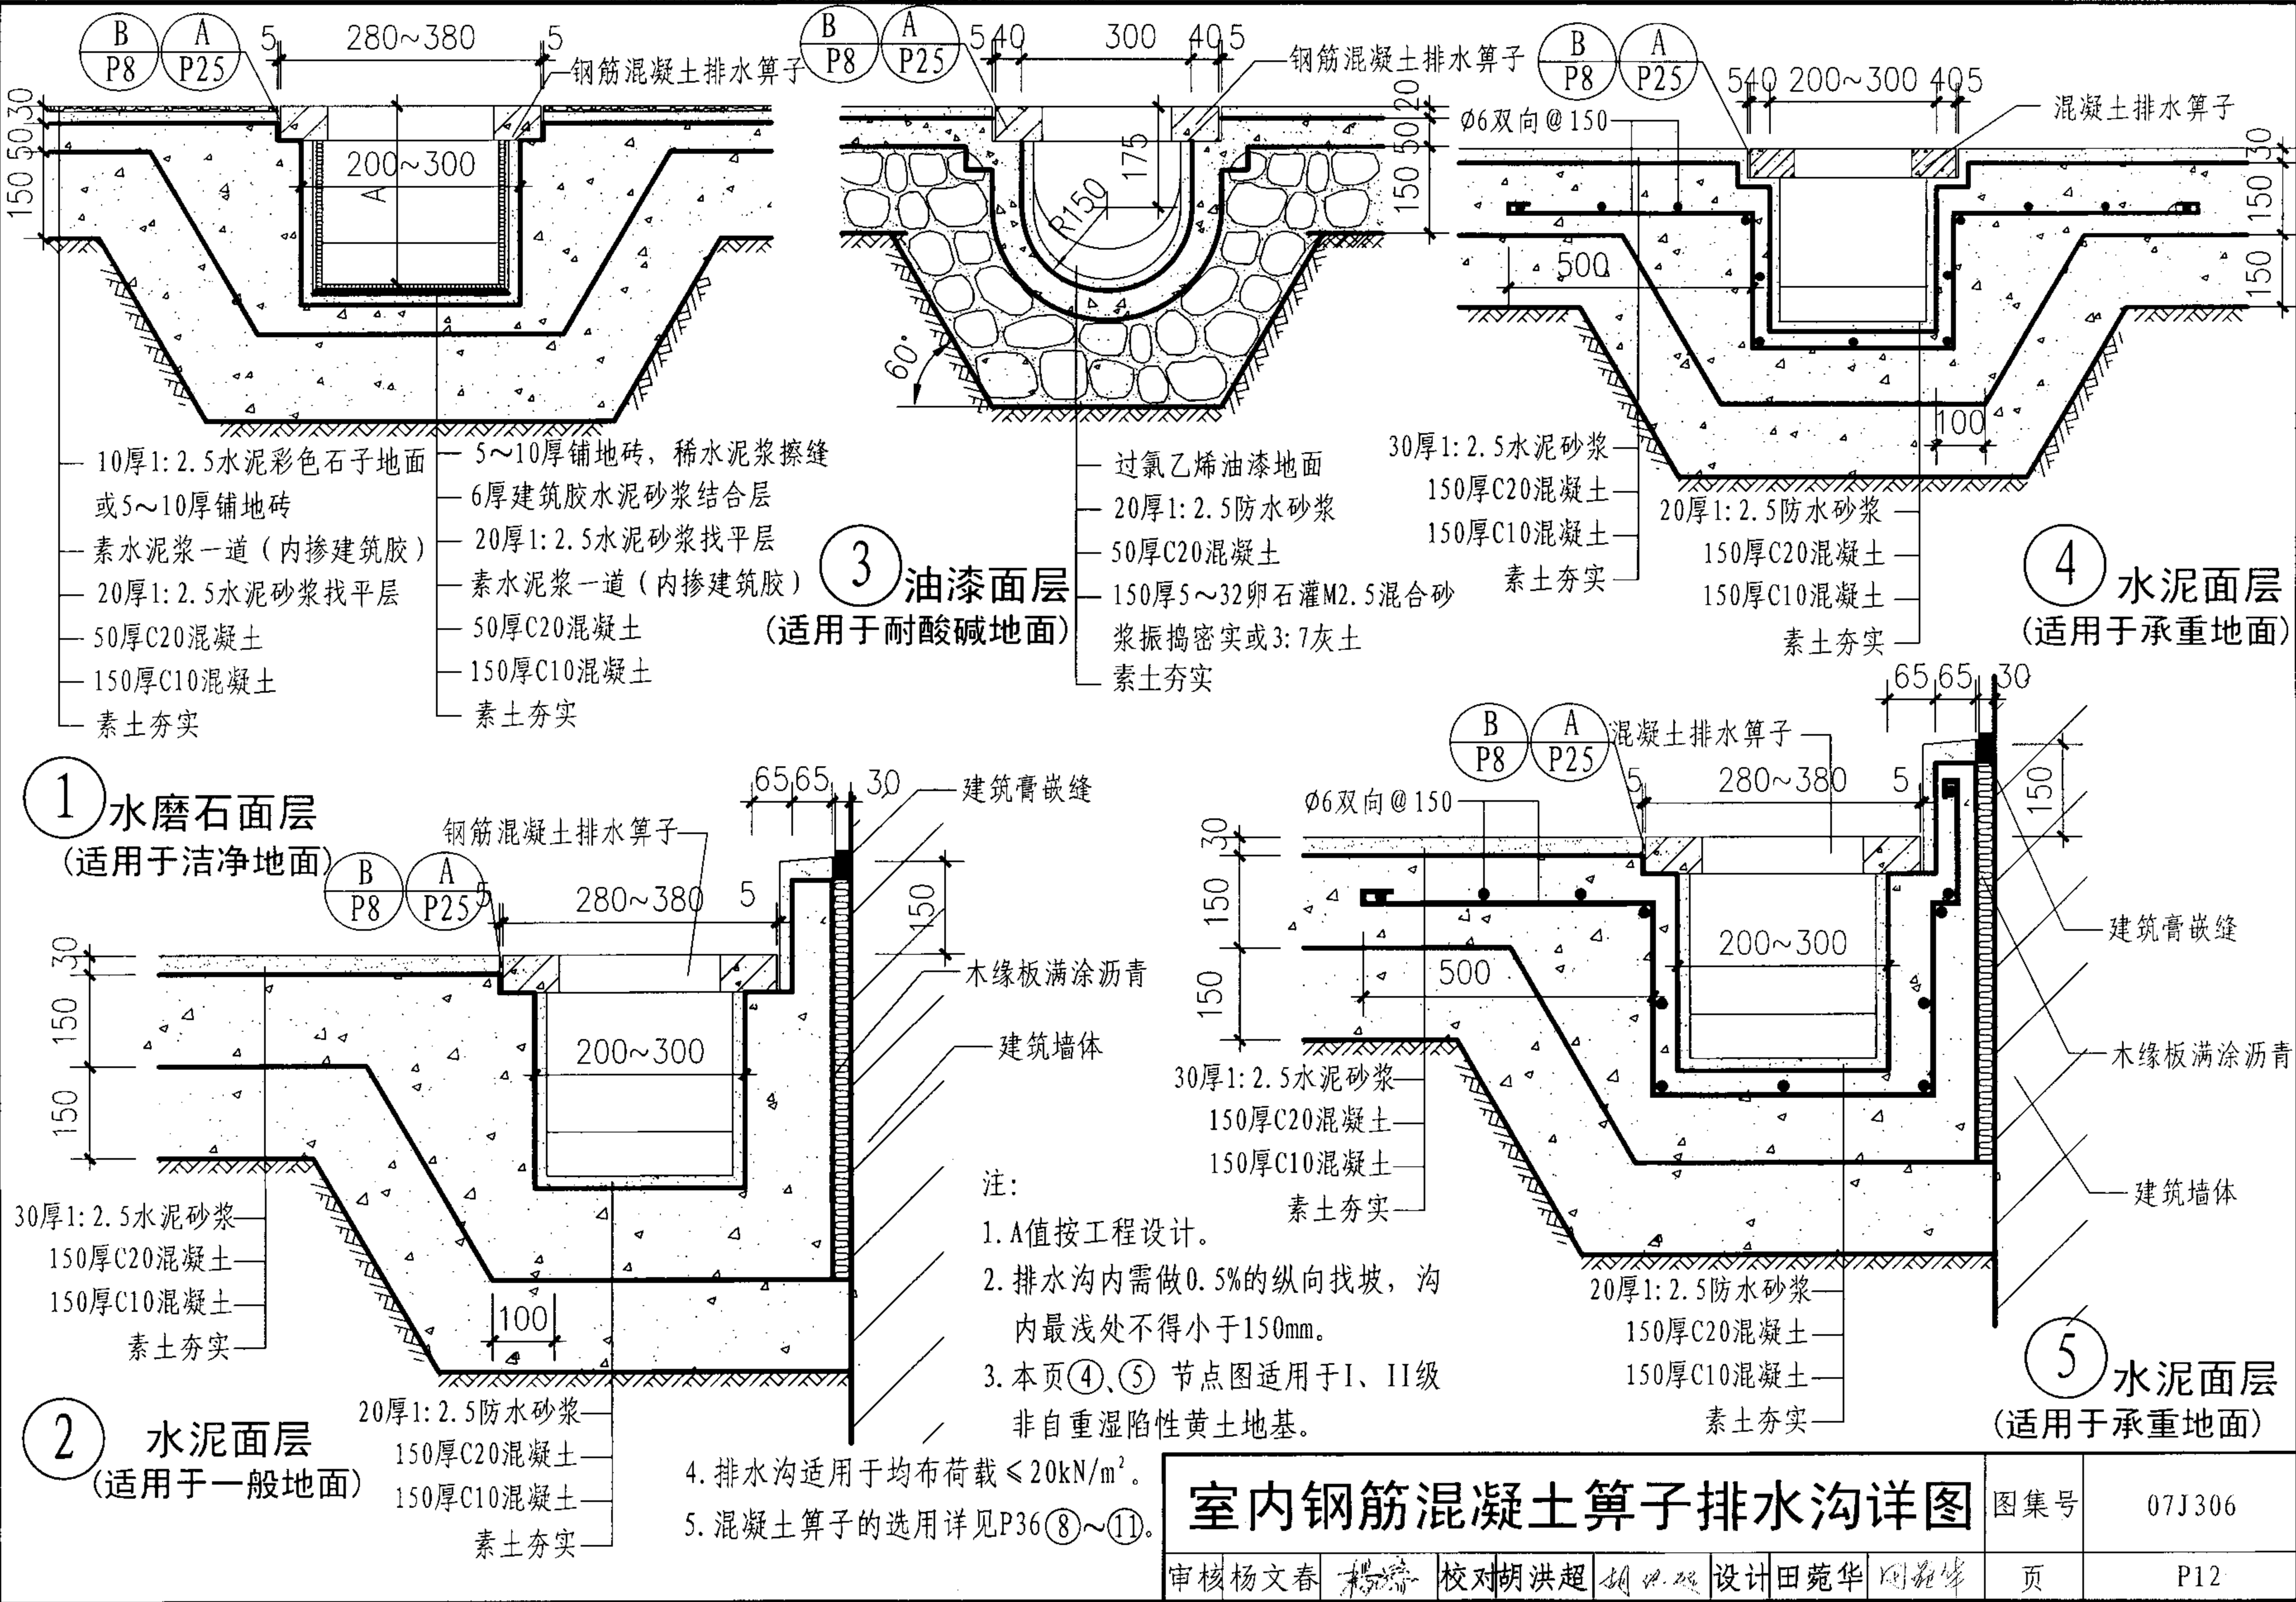 B
P8
A
P25
5
280~380
5
钢筋混凝土排水箅子
30
50
150
200~300
A
10厚1:2.5水泥彩色石子地面
或5~10厚铺地砖
素水泥浆一道(内掺建筑胶)
20厚1:2.5水泥砂浆找平层
50厚C20混凝土
150厚C10混凝土
素土夯实
5~10厚铺地砖，稀水泥浆擦缝
6厚建筑胶水泥砂浆结合层
20厚1:2.5水泥砂浆找平层
素水泥浆一道(内掺建筑胶)
50厚C20混凝土
150厚C10混凝土
素土夯实
1 水磨石面层
(适用于洁净地面)
B
P8
A
P25
540
300
405
钢筋混凝土排水箅子
20
50
150
175
R150
60°
过氯乙烯油漆地面
20厚1:2.5防水砂浆
50厚C20混凝土
150厚5~32卵石灌M2.5混合砂
浆振捣密实或3:7灰土
素土夯实
3 油漆面层
(适用于耐酸碱地面)
B
P8
A
P25
540
200~300
405
混凝土排水箅子
Ø6双向@150
30
150
150
500
100
30厚1:2.5水泥砂浆
150厚C20混凝土
150厚C10混凝土
素土夯实
20厚1:2.5防水砂浆
150厚C20混凝土
150厚C10混凝土
素土夯实
4 水泥面层
(适用于承重地面)
B
P8
A
P25
钢筋混凝土排水箅子
65 65 30
建筑膏嵌缝
5
280~380
5
150
30
150
150
200~300
木缘板满涂沥青
建筑墙体
100
30厚1:2.5水泥砂浆
150厚C20混凝土
150厚C10混凝土
素土夯实
20厚1:2.5防水砂浆
150厚C20混凝土
150厚C10混凝土
素土夯实
2 水泥面层
(适用于一般地面)
B
P8
A
P25
混凝土排水箅子
65 65 30
5
280~380
5
150
Ø6双向@150
30
150
150
200~300
500
建筑膏嵌缝
木缘板满涂沥青
建筑墙体
30厚1:2.5水泥砂浆
150厚C20混凝土
150厚C10混凝土
素土夯实
20厚1:2.5防水砂浆
150厚C20混凝土
150厚C10混凝土
素土夯实
5 水泥面层
(适用于承重地面)
注:
1.A值按工程设计。
2.排水沟内需做0.5%的纵向找坡，沟
内最浅处不得小于150mm。
3.本页④、⑤ 节点图适用于I、II级
非自重湿陷性黄土地基。
4.排水沟适用于均布荷载≤20kN/m²。
5.混凝土箅子的选用详见P36⑧~⑪。
室内钢筋混凝土箅子排水沟详图
图集号
07J306
审核 杨文春 校对 胡洪超 设计 田菀华
页
P12